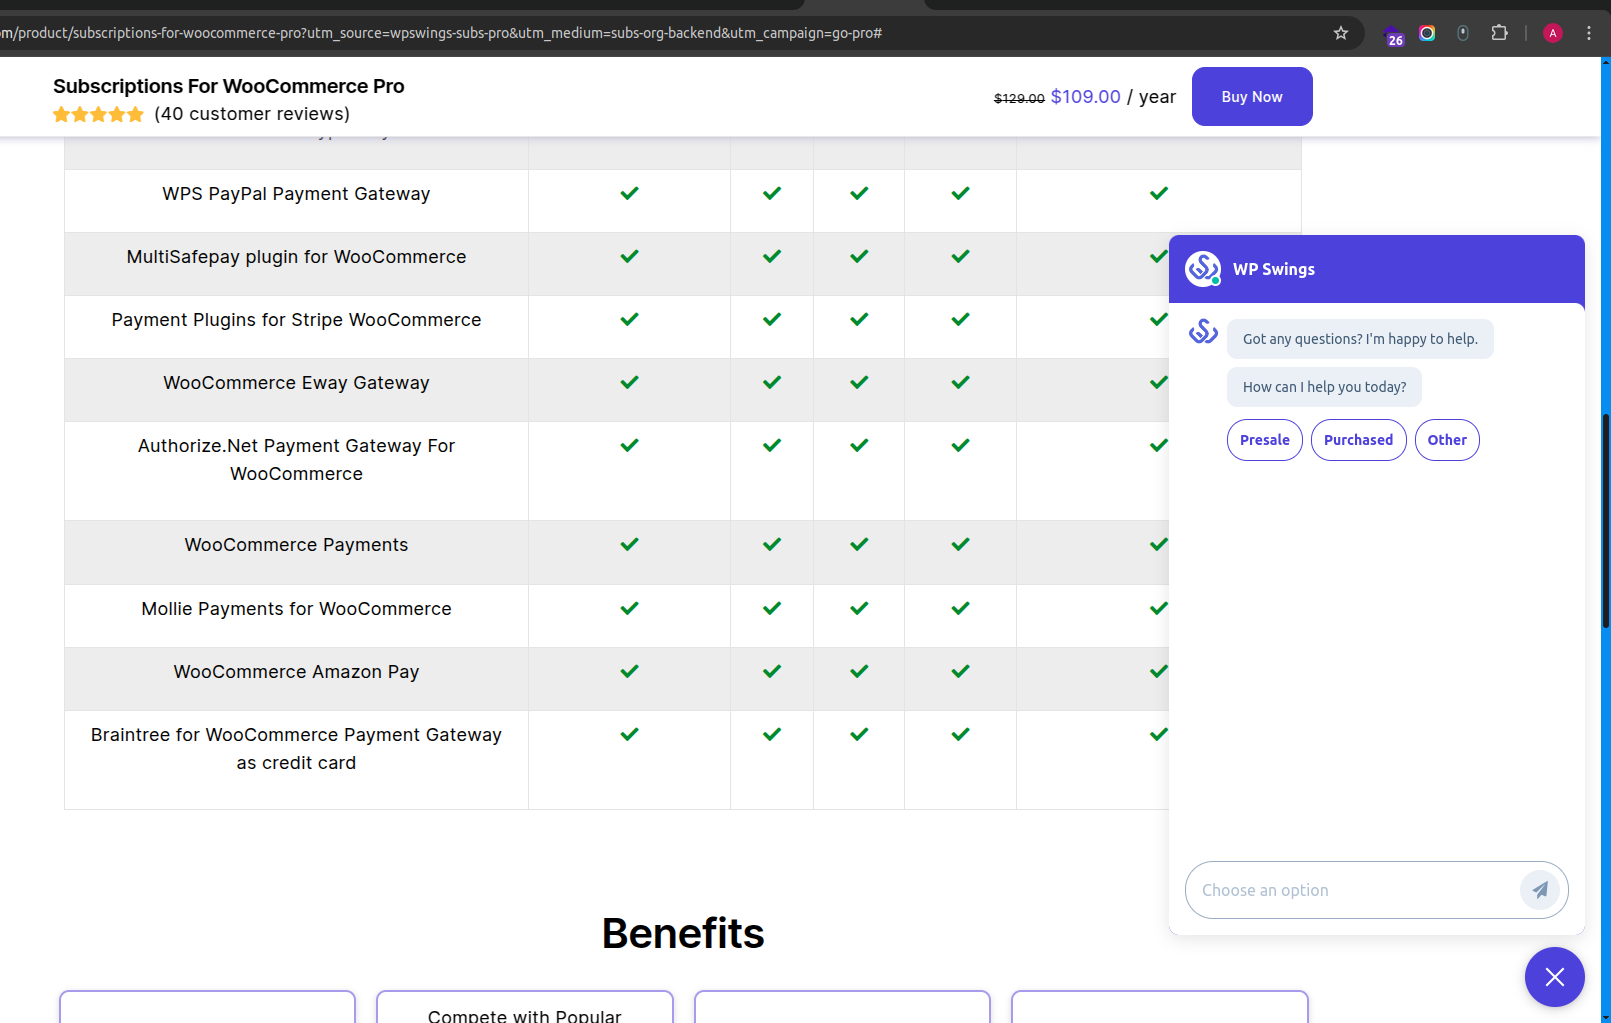 om/product/subscriptions-for-woocommerce-pro?utm_source=wpswings-subs-pro&utm_medium=subs-org-backend&utm_campaign=go-pro#
26
A
Subscriptions For WooCommerce Pro
(40 customer reviews)
$129.00 $109.00 / year
Buy Now
WPS PayPal Payment Gateway
MultiSafepay plugin for WooCommerce
Payment Plugins for Stripe WooCommerce
WooCommerce Eway Gateway
Authorize.Net Payment Gateway For
WooCommerce
WooCommerce Payments
Mollie Payments for WooCommerce
WooCommerce Amazon Pay
Braintree for WooCommerce Payment Gateway
as credit card
WP Swings
Got any questions? I'm happy to help.
How can I help you today?
Presale Purchased Other
Choose an option
Benefits
Compete with Popular